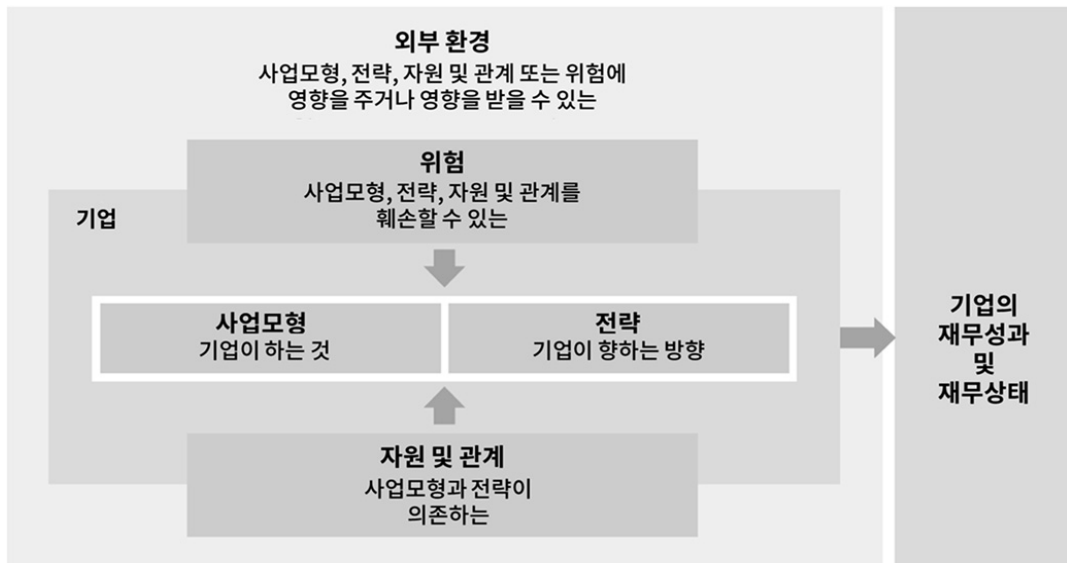 외부 환경
사업모형, 전략, 자원 및 관계 또는 위험에
영향을 주거나 영향을 받을 수 있는
위험
사업모형, 전략, 자원 및 관계를
훼손할 수 있는
기업
사업모형
기업이 하는 것
전략
기업이 향하는 방향
자원 및 관계
사업모형과 전략이
의존하는
기업의
재무성과
및
재무상태